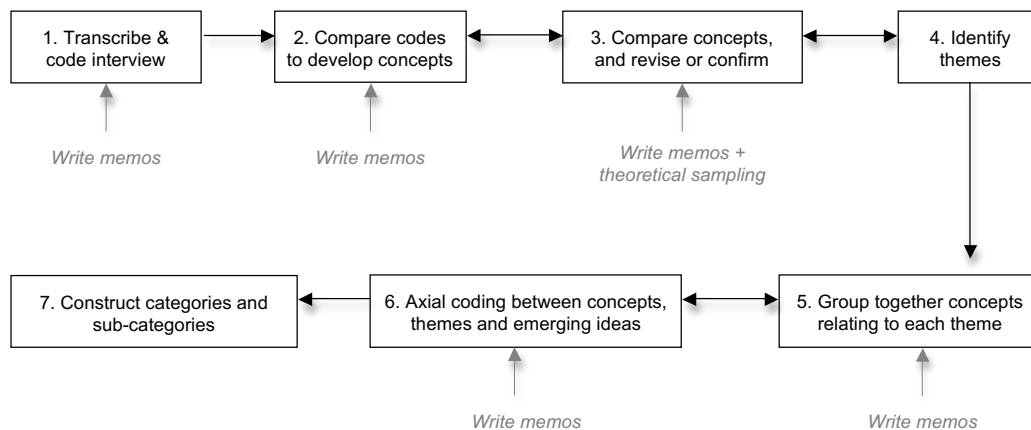 1. Transcribe &
code interview
2. Compare codes
to develop concepts
3. Compare concepts,
and revise or confirm
4. Identify
themes
Write memos
Write memos
Write memos +
theoretical sampling
7. Construct categories and
sub-categories
6. Axial coding between concepts,
themes and emerging ideas
5. Group together concepts
relating to each theme
Write memos
Write memos